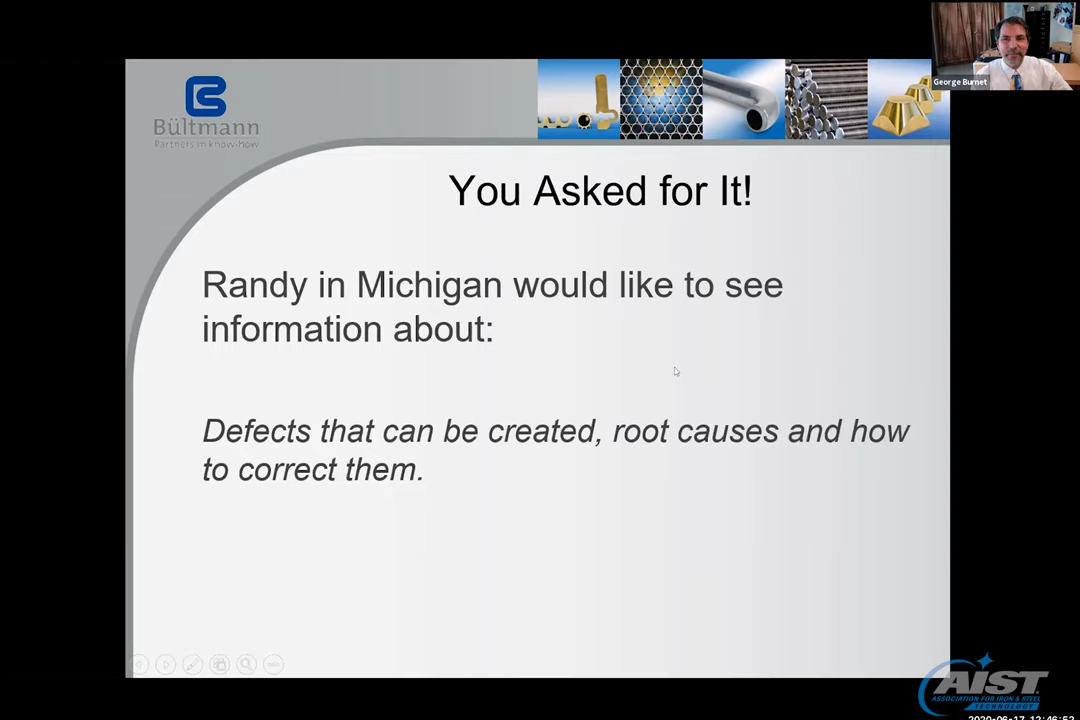 George Burnet
Bültmann
Partners in know-how
You Asked for It!
Randy in Michigan would like to see
information about:
Defects that can be created, root causes and how
to correct them.
AIST
ASSOCIATION FOR IRON & STEEL
TECHNOLOGY